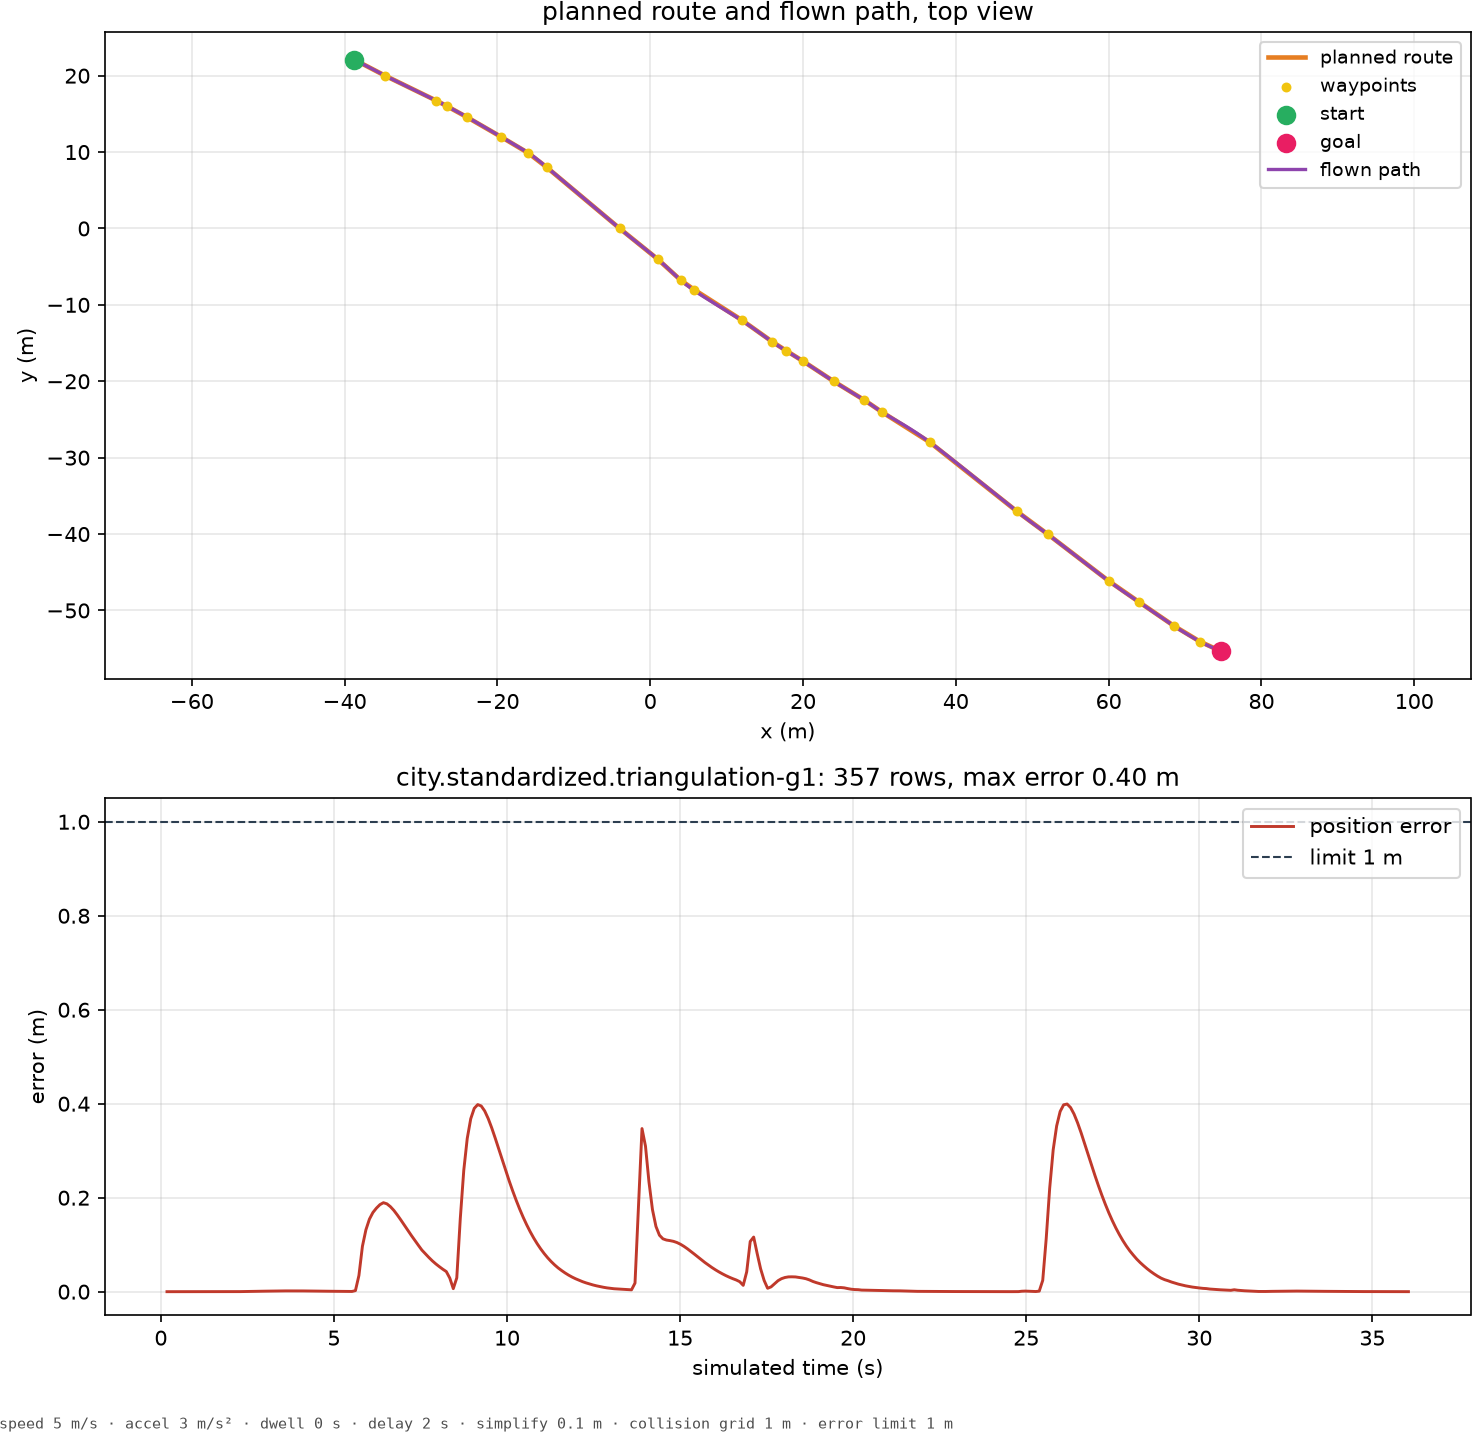 planned route and flown path, top view
planned route
waypoints
start
goal
flown path
y (m)
20
10
0
−10
−20
−30
−40
−50
−60
−40
−20
0
20
40
60
80
100
x (m)
city.standardized.triangulation-g1: 357 rows, max error 0.40 m
position error
limit 1 m
error (m)
1.0
0.8
0.6
0.4
0.2
0.0
0
5
10
15
20
25
30
35
simulated time (s)
speed 5 m/s · accel 3 m/s² · dwell 0 s · delay 2 s · simplify 0.1 m · collision grid 1 m · error limit 1 m